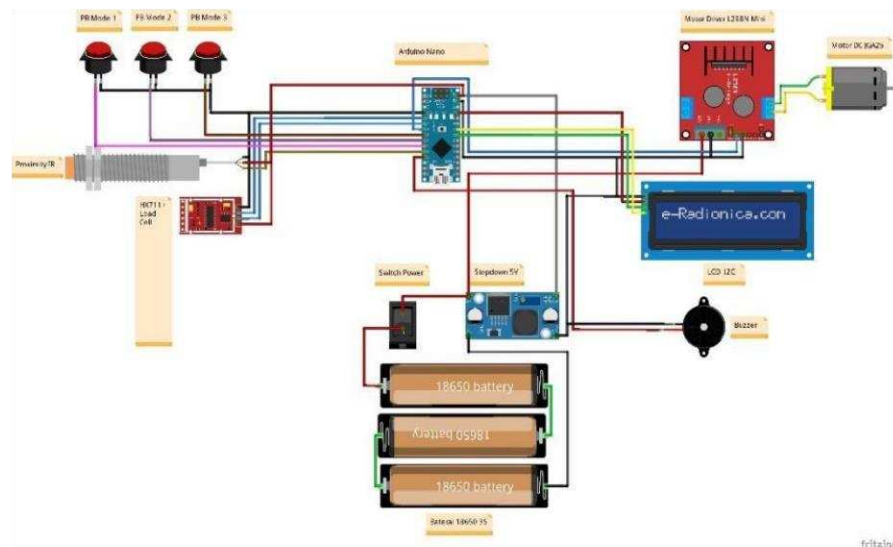 PB Mode 1
PB Mode 2
PB Mode 3
Arduino Nano
Motor Driver L298N Mini
Motor DC JGA25
Proximity IR
HX711 +
Load
Cell
e-Radionica.com
Switch Power
Stepdown 5V
LCD I2C
Buzzer
18650 battery
18650 battery
18650 battery
Baterai 18650 3S